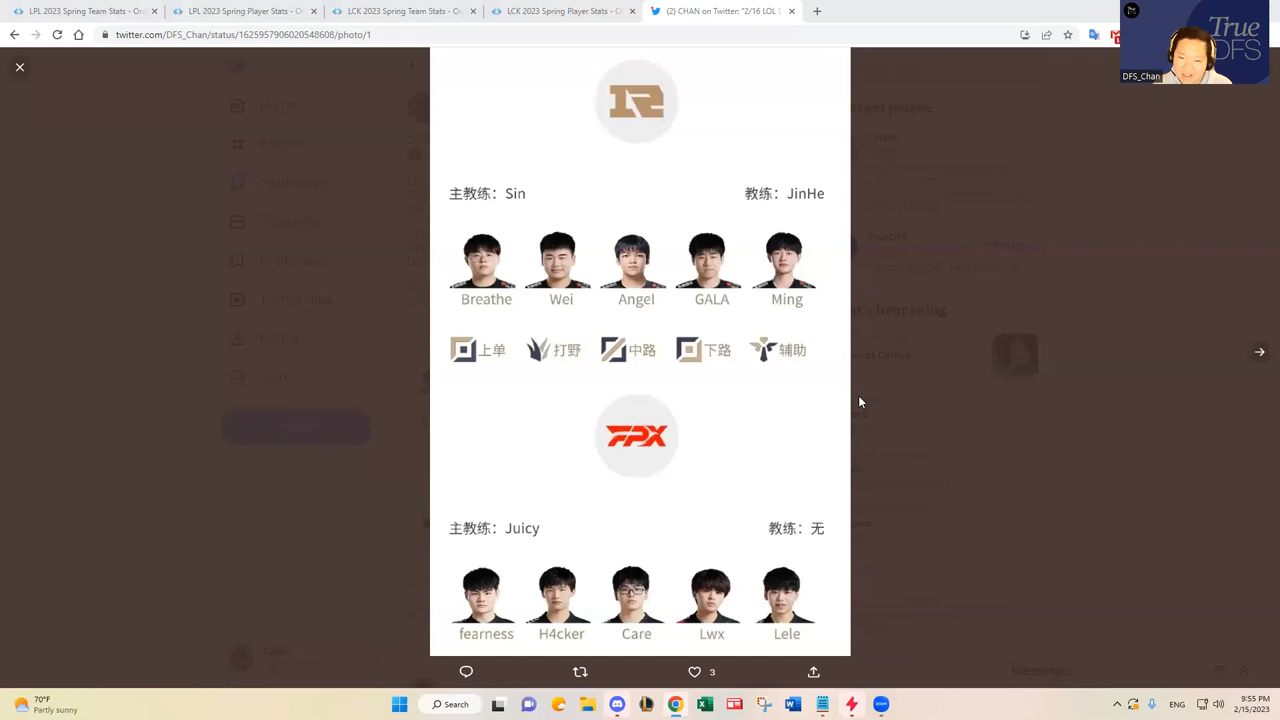 LPL 2023 Spring Team Stats - O
LPL 2023 Spring Player Stats - O
LCK 2023 Spring Team Stats - O
LCK 2023 Spring Player Stats - O
(2) CHAN on Twitter: "2/16 LOL
twitter.com/DFS_Chan/status/1625957906020548608/photo/1
True
DFS
DFS_Chan
R
主教练：Sin
教练：JinHe
Breathe
Wei
Angel
GALA
Ming
上单
打野
中路
下路
辅助
FPX
主教练：Juicy
教练：无
fearness
H4cker
Care
Lwx
Lele
3
70°F
Partly sunny
Search
zoom
ENG
9:55 PM
2/15/2023